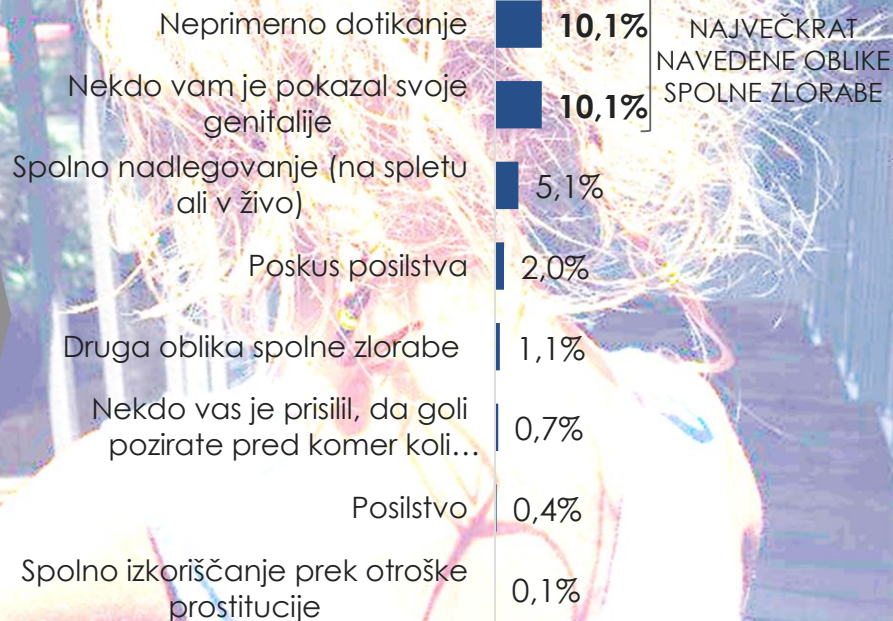 Neprimerno dotikanje
10,1%
NAJVEČKRAT
NAVEDENE OBLIKE
SPOLNE ZLORABE
Nekdo vam je pokazal svoje
genitalije
10,1%
Spolno nadlegovanje (na spletu
ali v živo)
5,1%
Poskus posilstva
2,0%
Druga oblika spolne zlorabe
1,1%
Nekdo vas je prisilil, da goli
pozirate pred komer koli…
0,7%
Posilstvo
0,4%
Spolno izkoriščanje prek otroške
prostitucije
0,1%